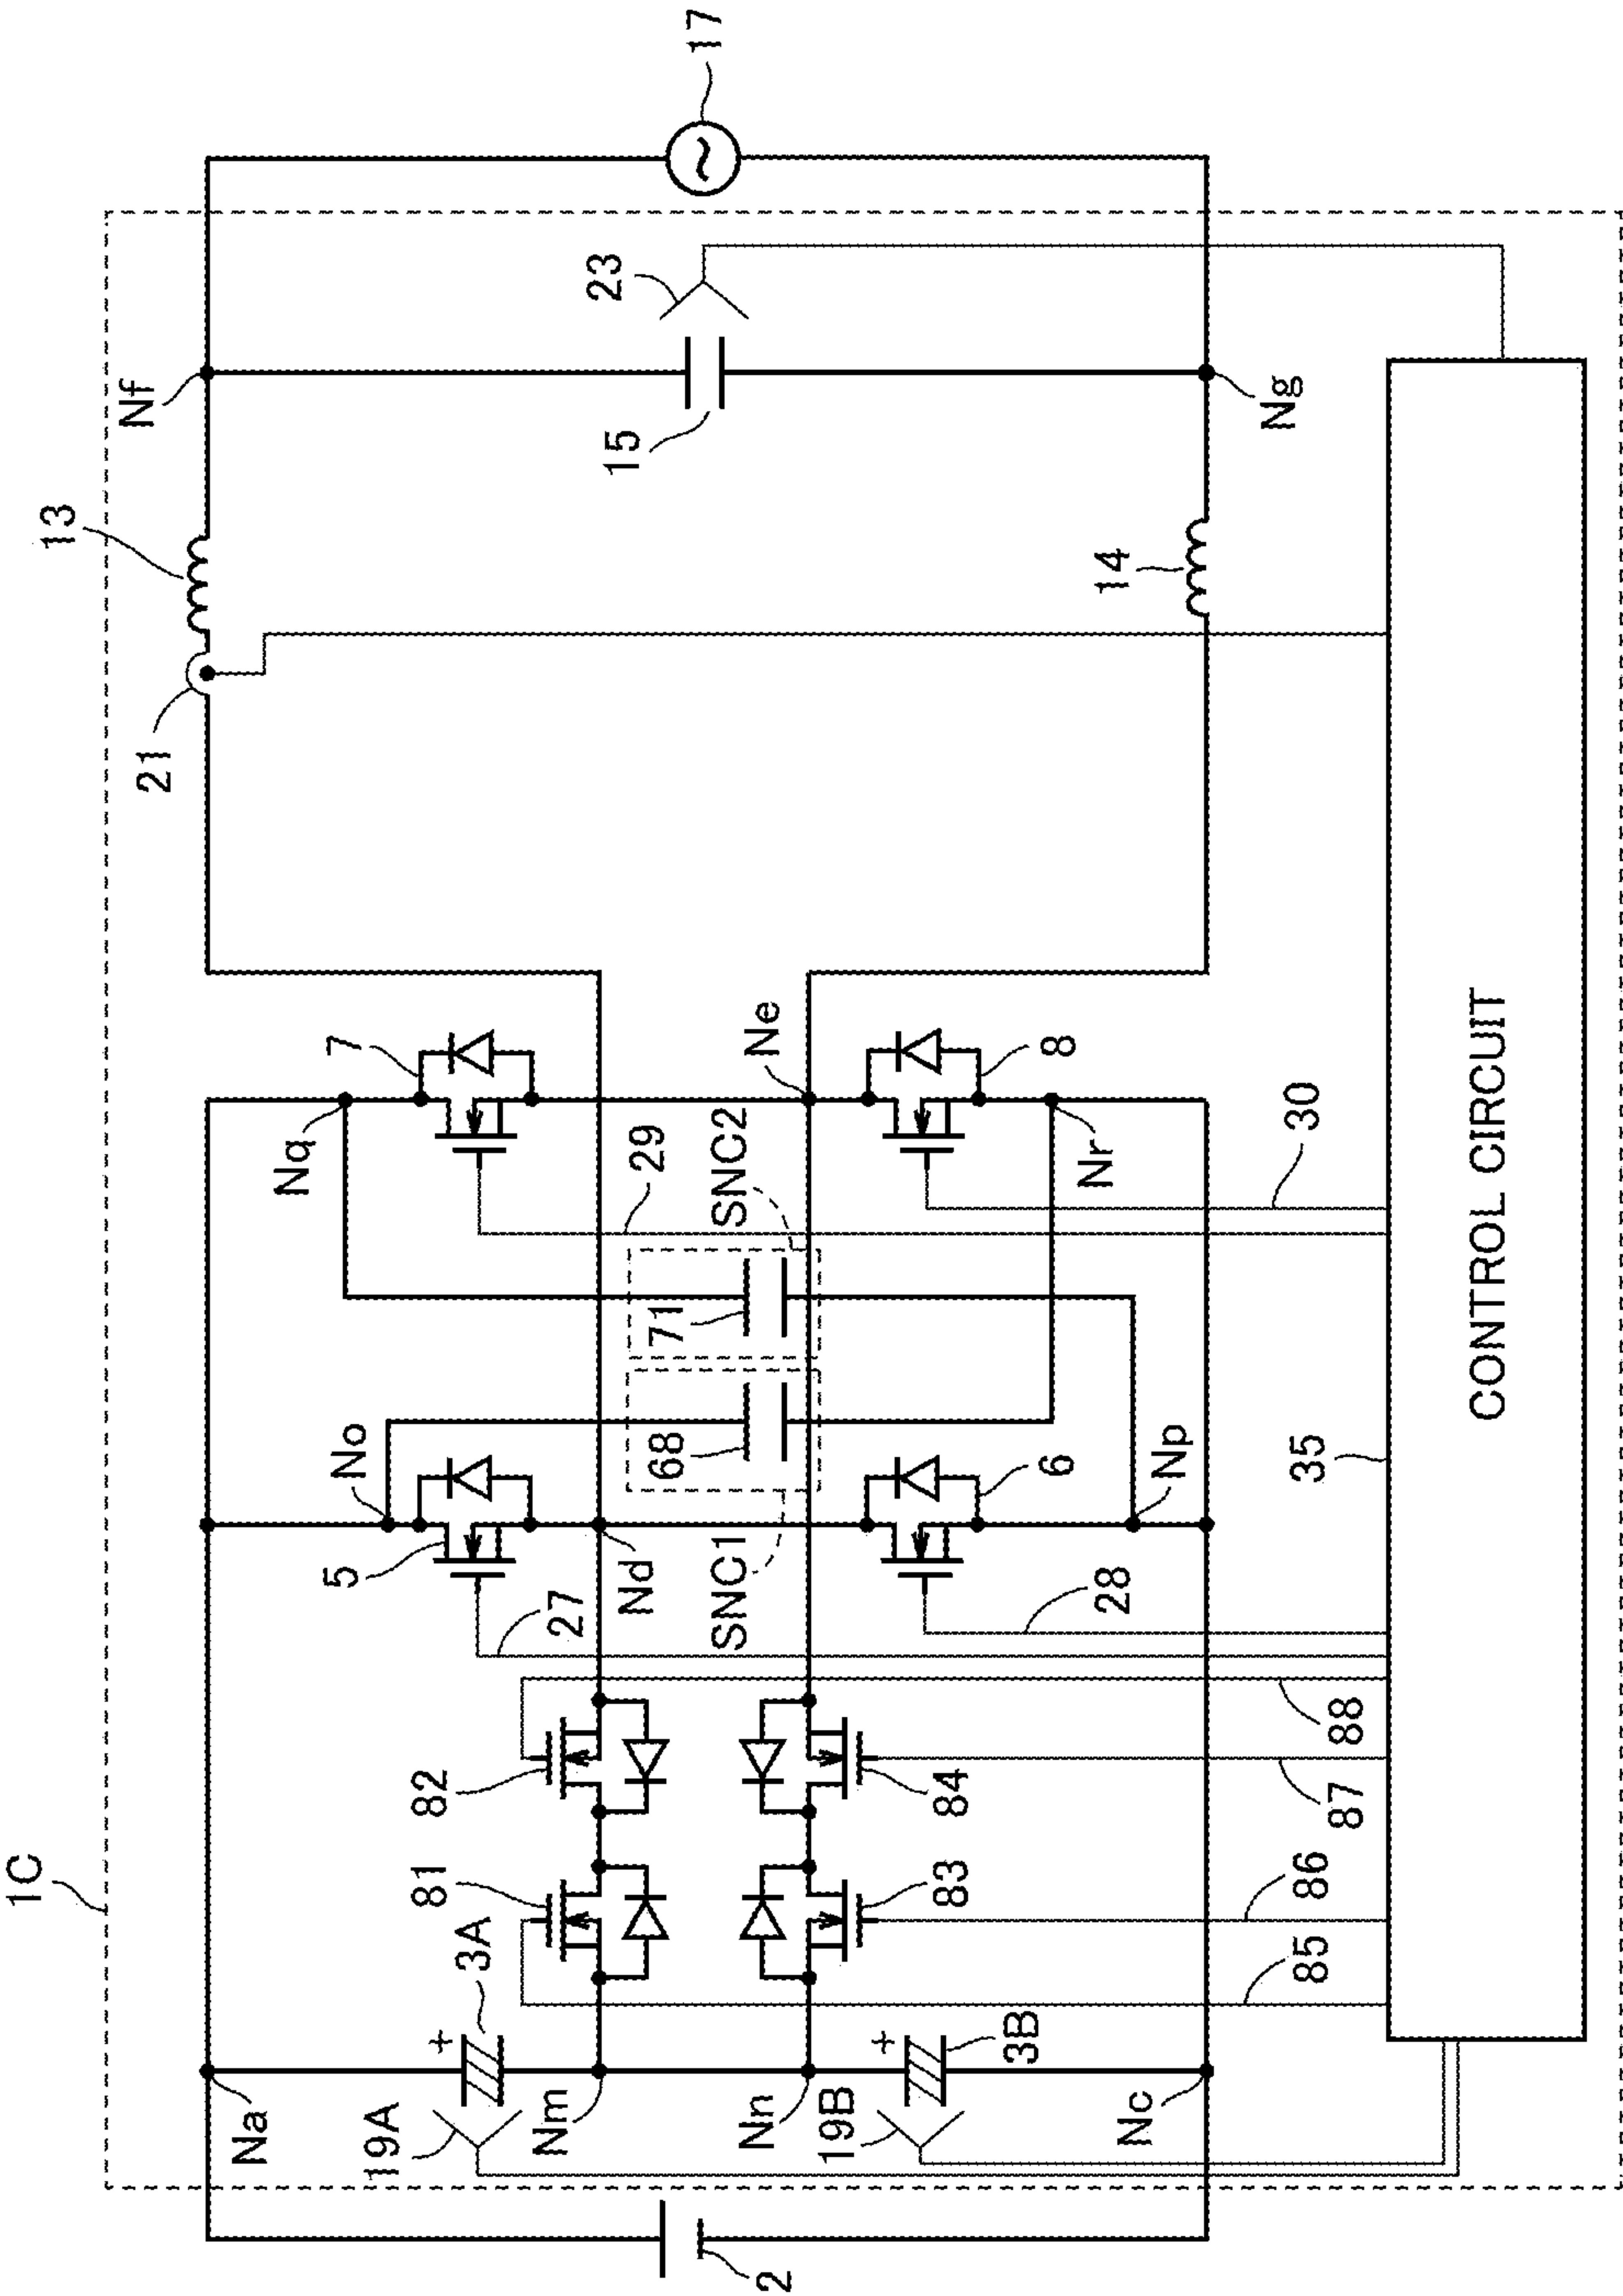 1C
17
Nf
13
21
23
15
Ng
14
7
Nq
Ne
8
Nr
29
SNC2
30
71
68
No
5
Nd
SNC1
6
Np
27
28
35
CONTROL CIRCUIT
82
84
88
87
81
83
86
85
3A
+
Na
19A
Nm
Nn
+
3B
19B
Nc
2